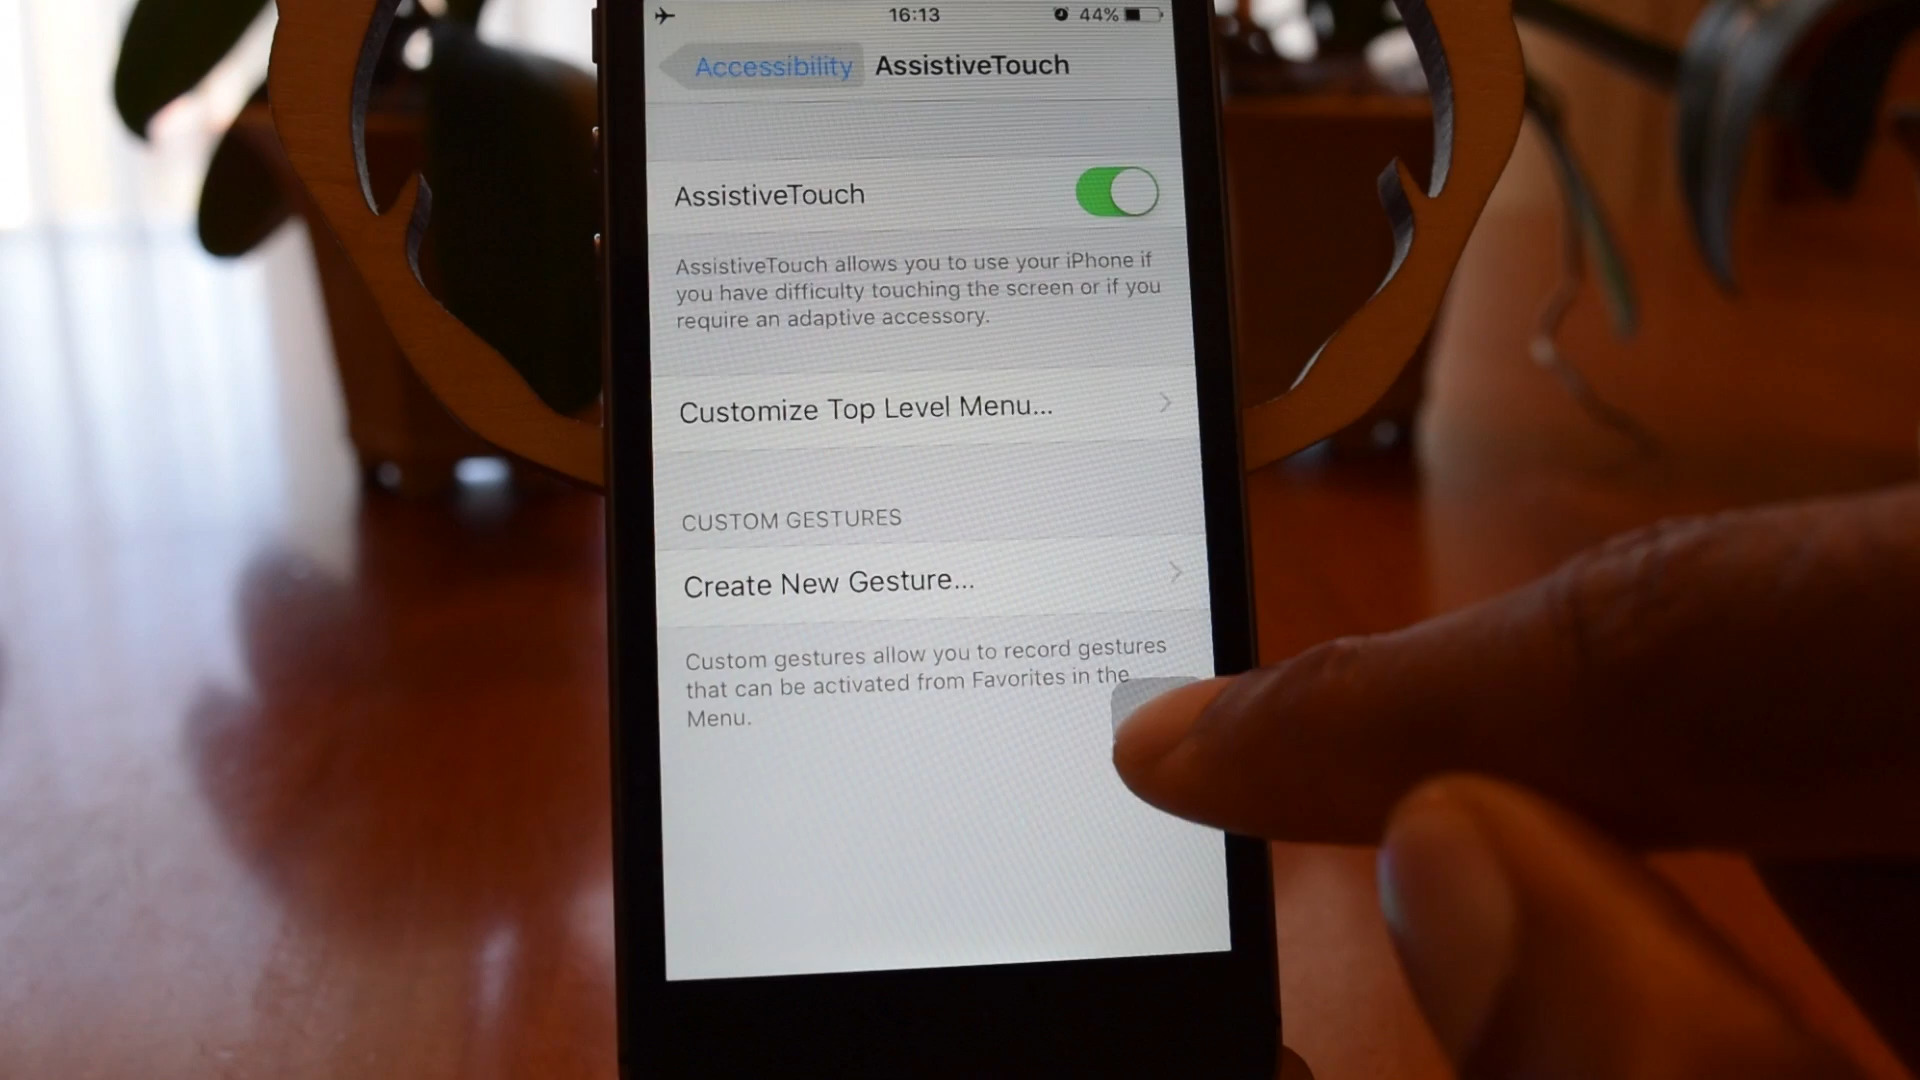 16:13
44%
Accessibility AssistiveTouch
AssistiveTouch
AssistiveTouch allows you to use your iPhone if
you have difficulty touching the screen or if you
require an adaptive accessory.
Customize Top Level Menu...
CUSTOM GESTURES
Create New Gesture...
Custom gestures allow you to record gestures
that can be activated from Favorites in the
Menu.